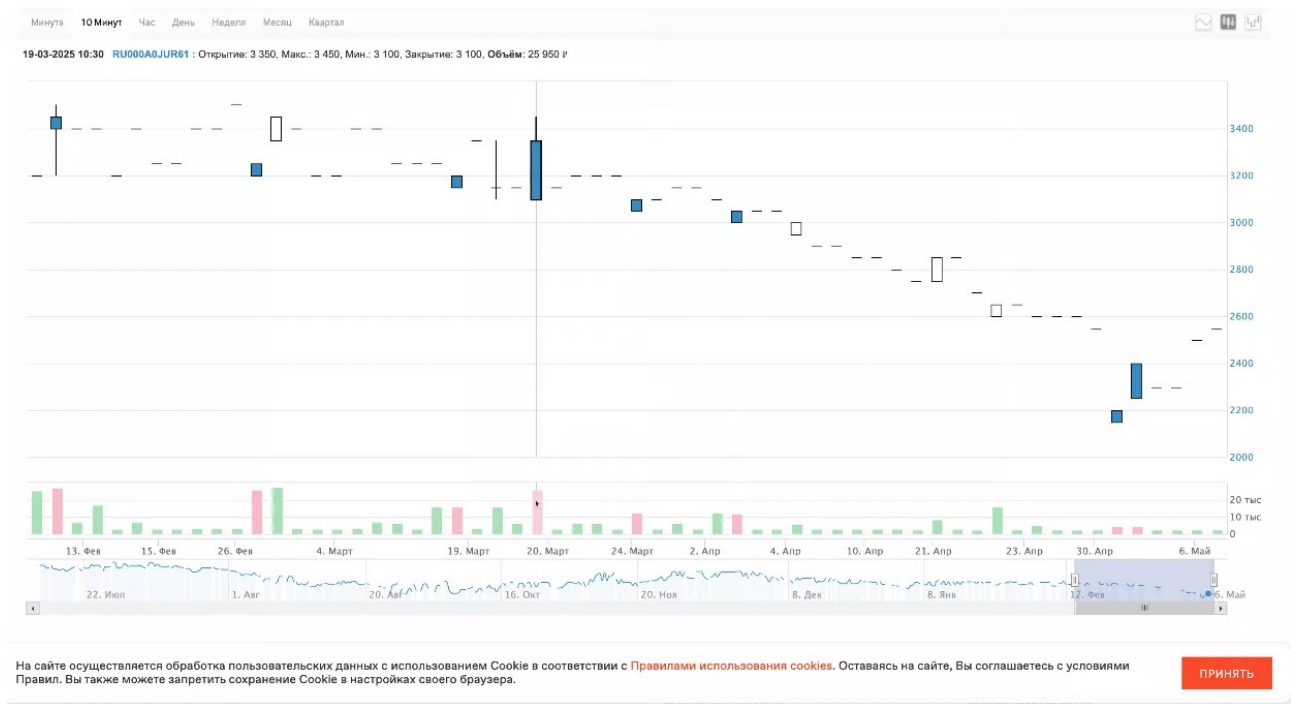 Минута 10 Минут Час День Неделя Месяц Квартал
19-03-2025 10:30 RU000A0JUR61 : Открытие: 3 350, Макс.: 3 450, Мин.: 3 100, Закрытие: 3 100, Объём: 25 950 ₽
3400
3200
3000
2800
2600
2400
2200
2000
20 тыс
10 тыс
0
13. Фев 15. Фев 26. Фев 4. Март 19. Март 20. Март 24. Март 2. Апр 4. Апр 10. Апр 21. Апр 23. Апр 30. Апр 6. Май
22. Июл 1. Авг 20. Авг 16. Окт 20. Ноя 8. Дек 8. Янв 12. Фев 6. Май
На сайте осуществляется обработка пользовательских данных с использованием Cookie в соответствии с Правилами использования cookies. Оставаясь на сайте, Вы соглашаетесь с условиями
Правил. Вы также можете запретить сохранение Cookie в настройках своего браузера.
ПРИНЯТЬ